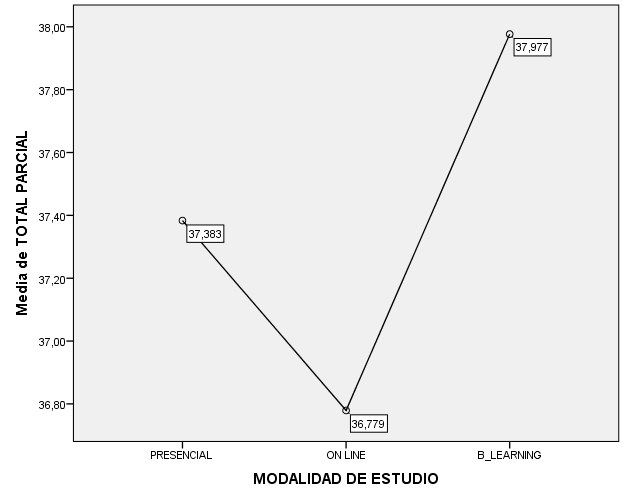 38,00
37,977
37,80
37,60
37,40
37,383
37,20
37,00
36,80
36,779
Media de TOTAL PARCIAL
PRESENCIAL
ON LINE
B_LEARNING
MODALIDAD DE ESTUDIO